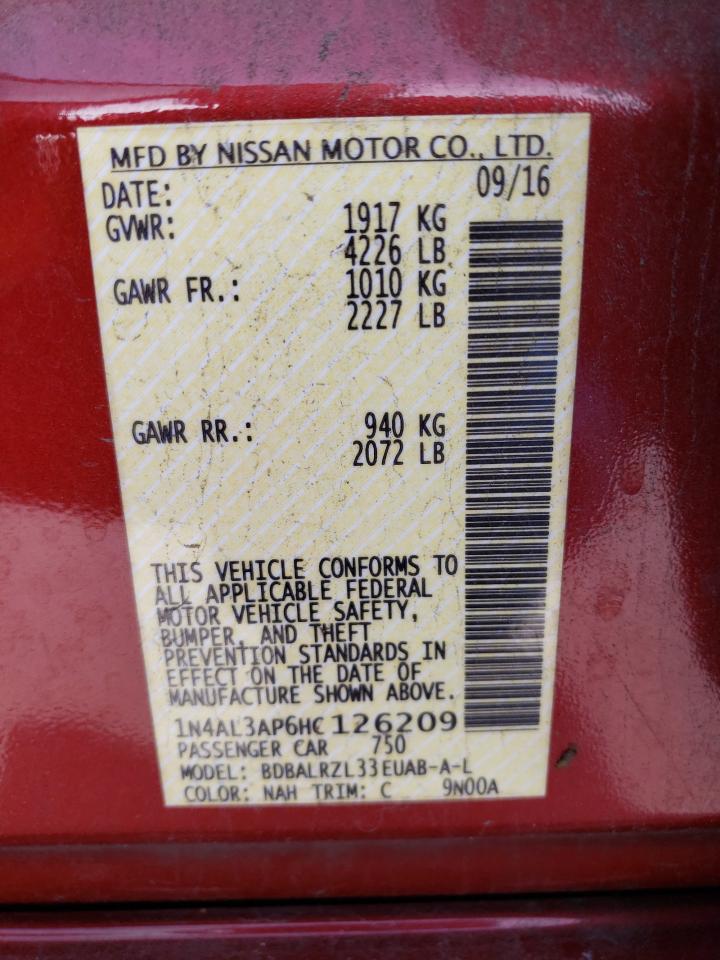 MFD BY NISSAN MOTOR CO., LTD.
DATE: 09/16
GVWR: 1917 KG
4226 LB
GAWR FR.: 1010 KG
2227 LB
GAWR RR.: 940 KG
2072 LB
THIS VEHICLE CONFORMS TO
ALL APPLICABLE FEDERAL
MOTOR VEHICLE SAFETY,
BUMPER, AND THEFT
PREVENTION STANDARDS IN
EFFECT ON THE DATE OF
MANUFACTURE SHOWN ABOVE.
1N4AL3AP6HC126209
PASSENGER CAR 750
MODEL: BDBALRZL33EUAB-A-L
COLOR: NAH TRIM: C 9N00A